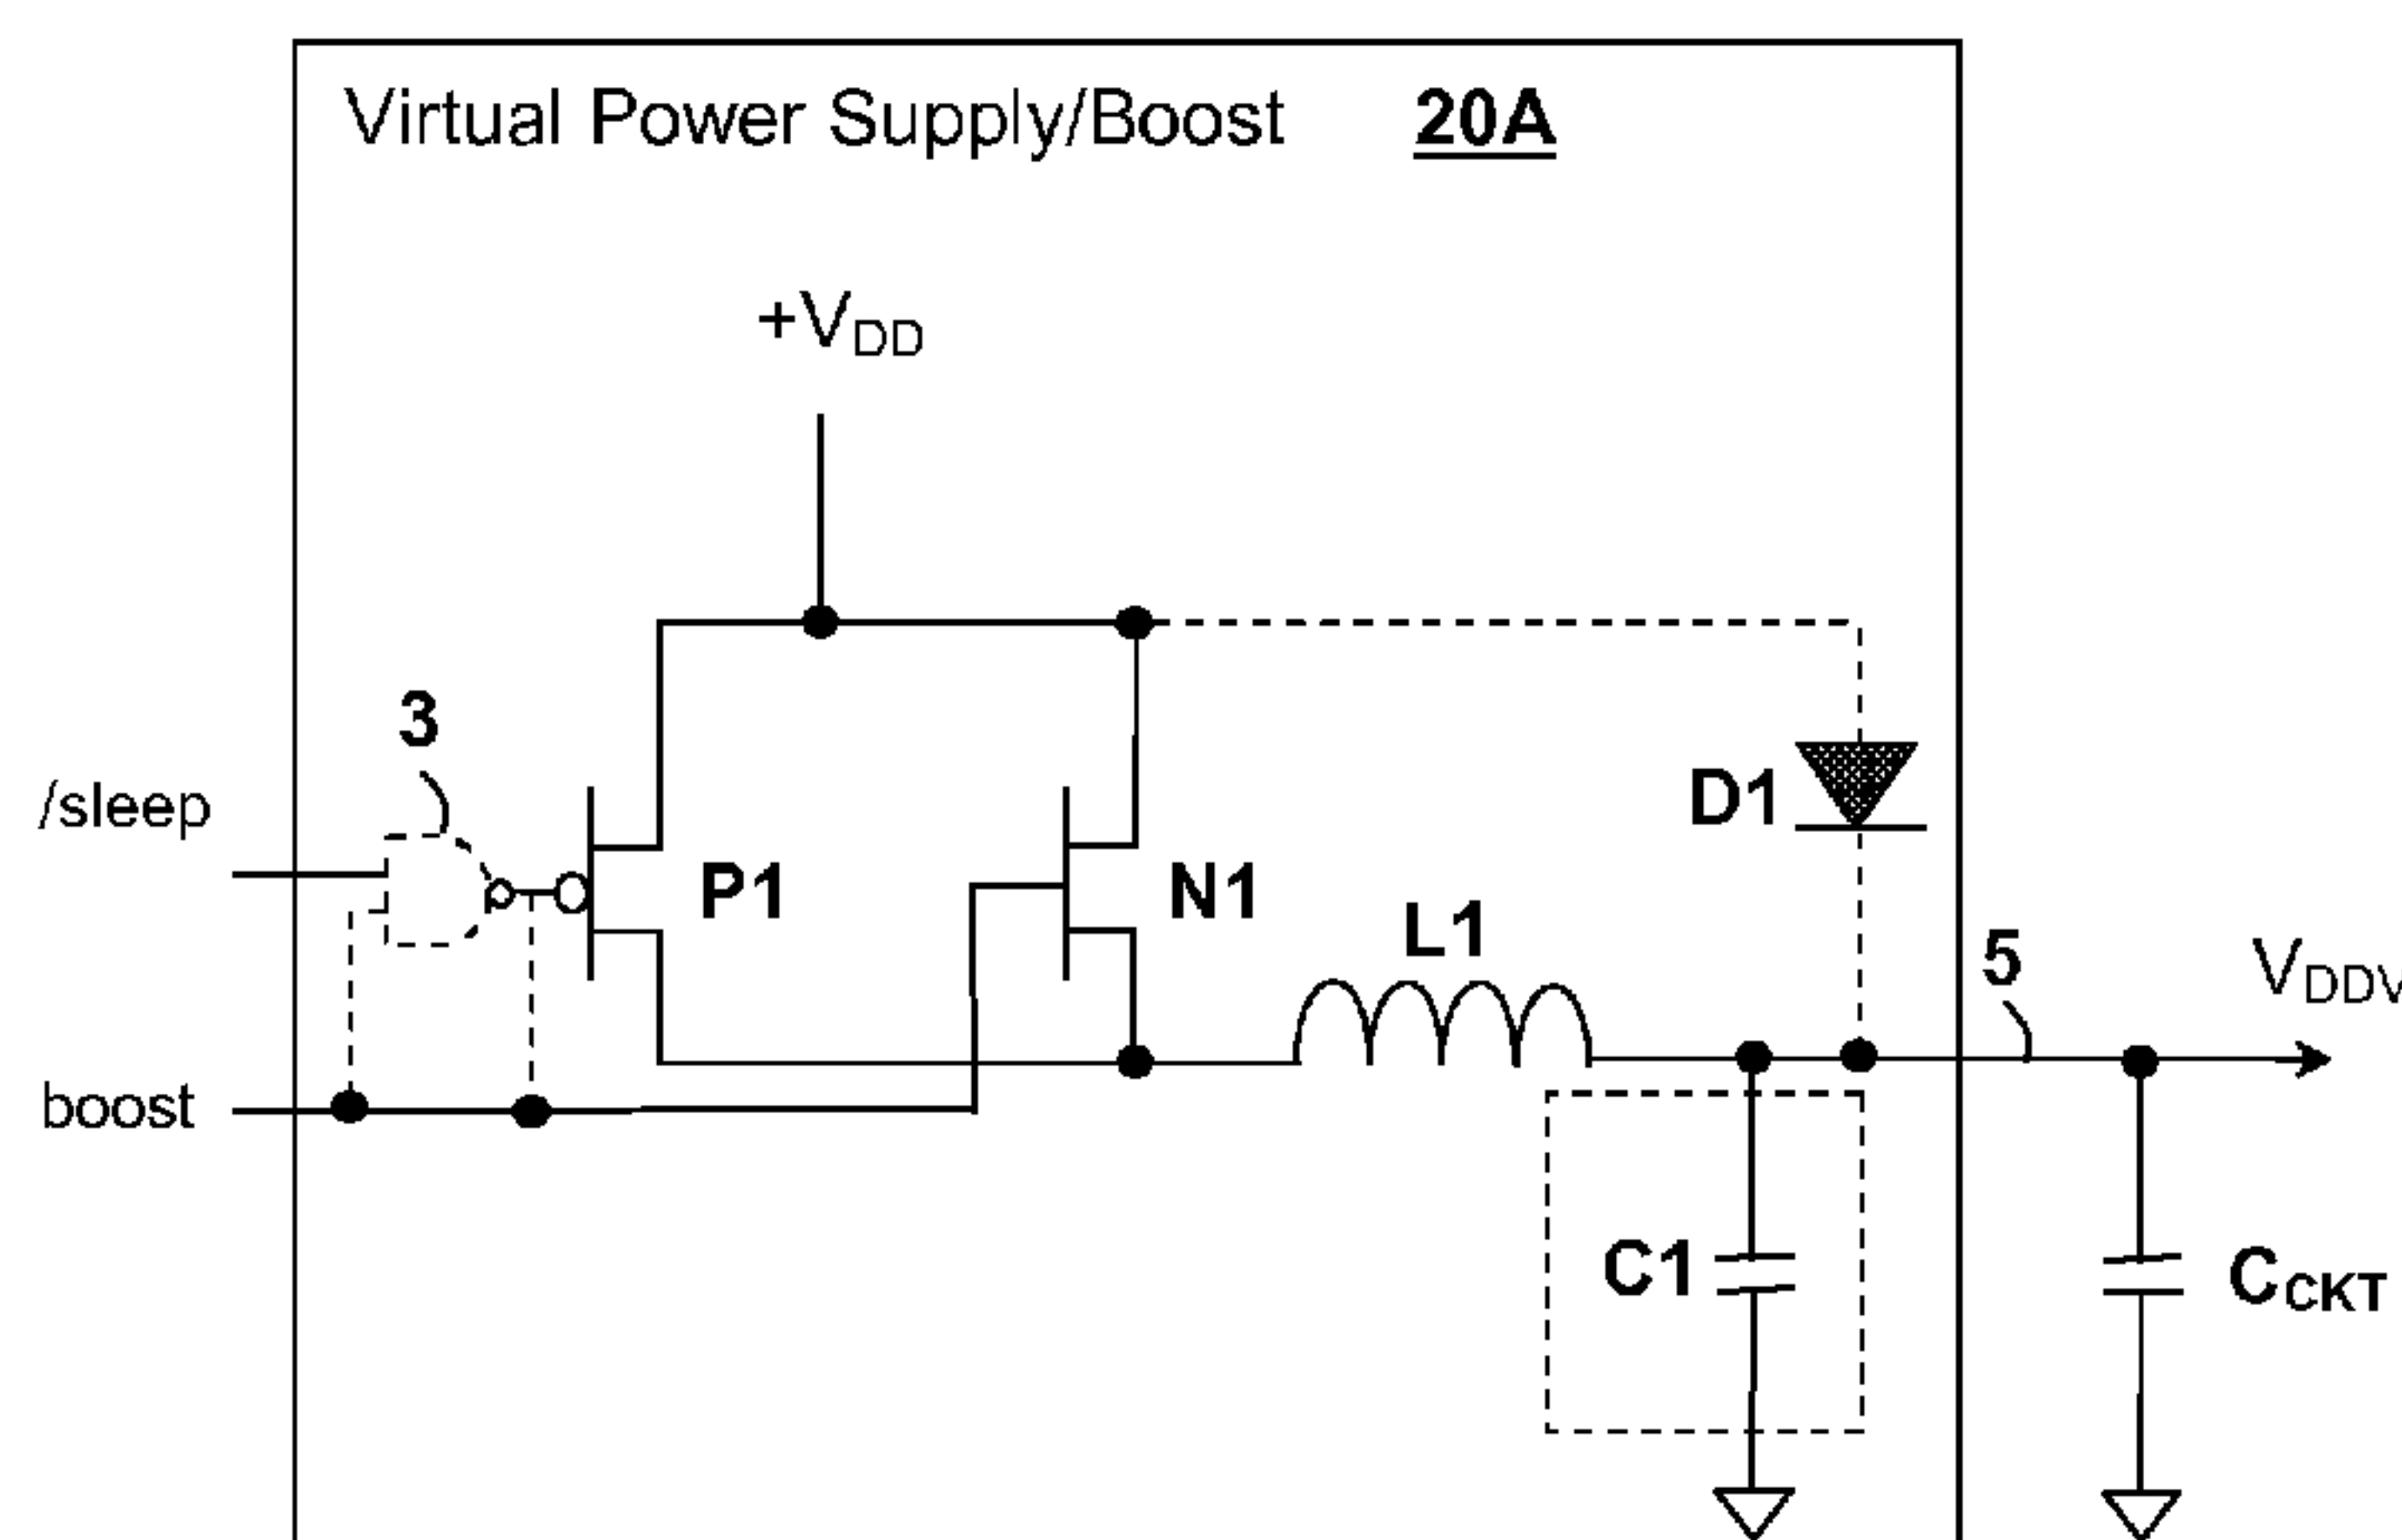 Virtual Power Supply/Boost 20A
+VDD
3
/sleep
P1
N1
D1
L1
5
VDDV
boost
C1
CCKT